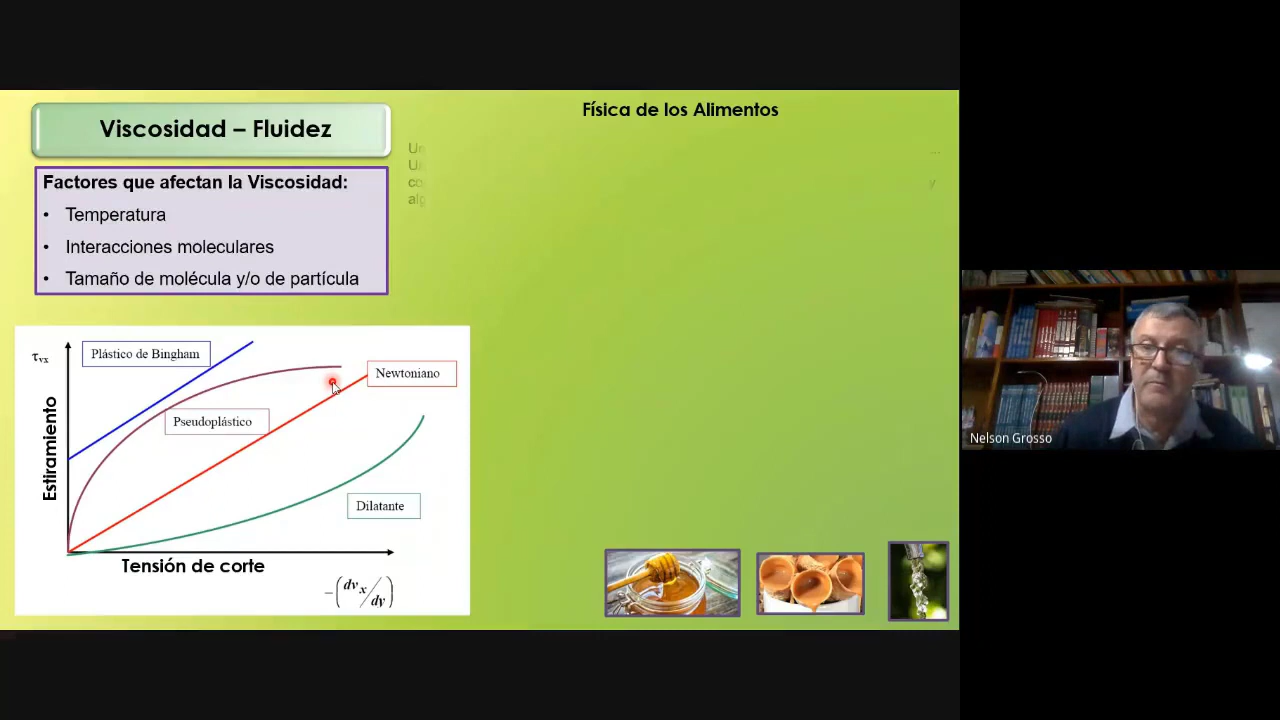 Física de los Alimentos
Viscosidad – Fluidez
Factores que afectan la Viscosidad:
• Temperatura
• Interacciones moleculares
• Tamaño de molécula y/o de partícula
τvx
Plástico de Bingham
Newtoniano
Pseudoplástico
Estiramiento
Dilatante
Tensión de corte
−(dvx/dy)
Nelson Grosso